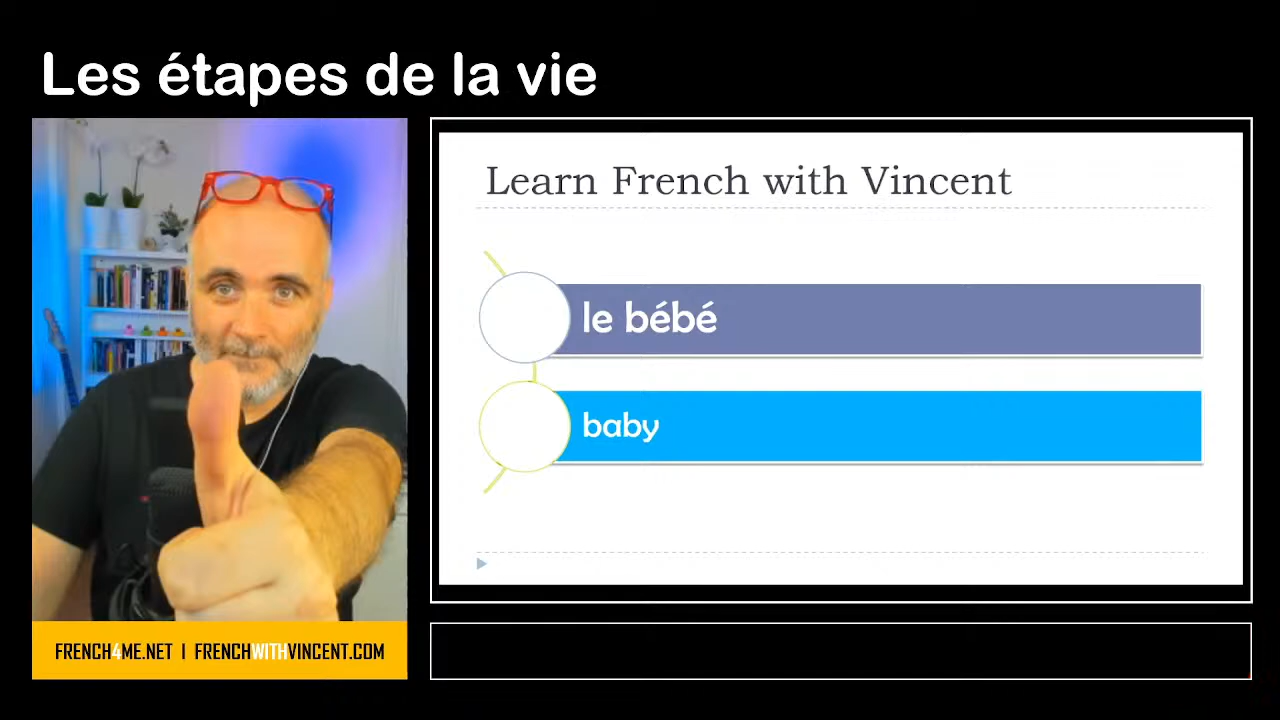 Les étapes de la vie
Learn French with Vincent
le bébé
baby
FRENCH4ME.NET | FRENCHWITHVINCENT.COM